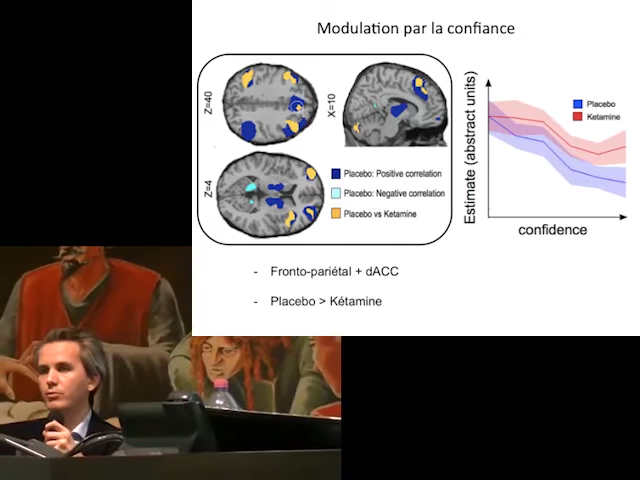 Modulation par la confiance
Z=40
X=10
Z=4
Placebo: Positive correlation
Placebo: Negative correlation
Placebo vs Ketamine
Estimate (abstract units)
Placebo
Ketamine
confidence
- Fronto-pariétal + dACC
- Placebo > Kétamine